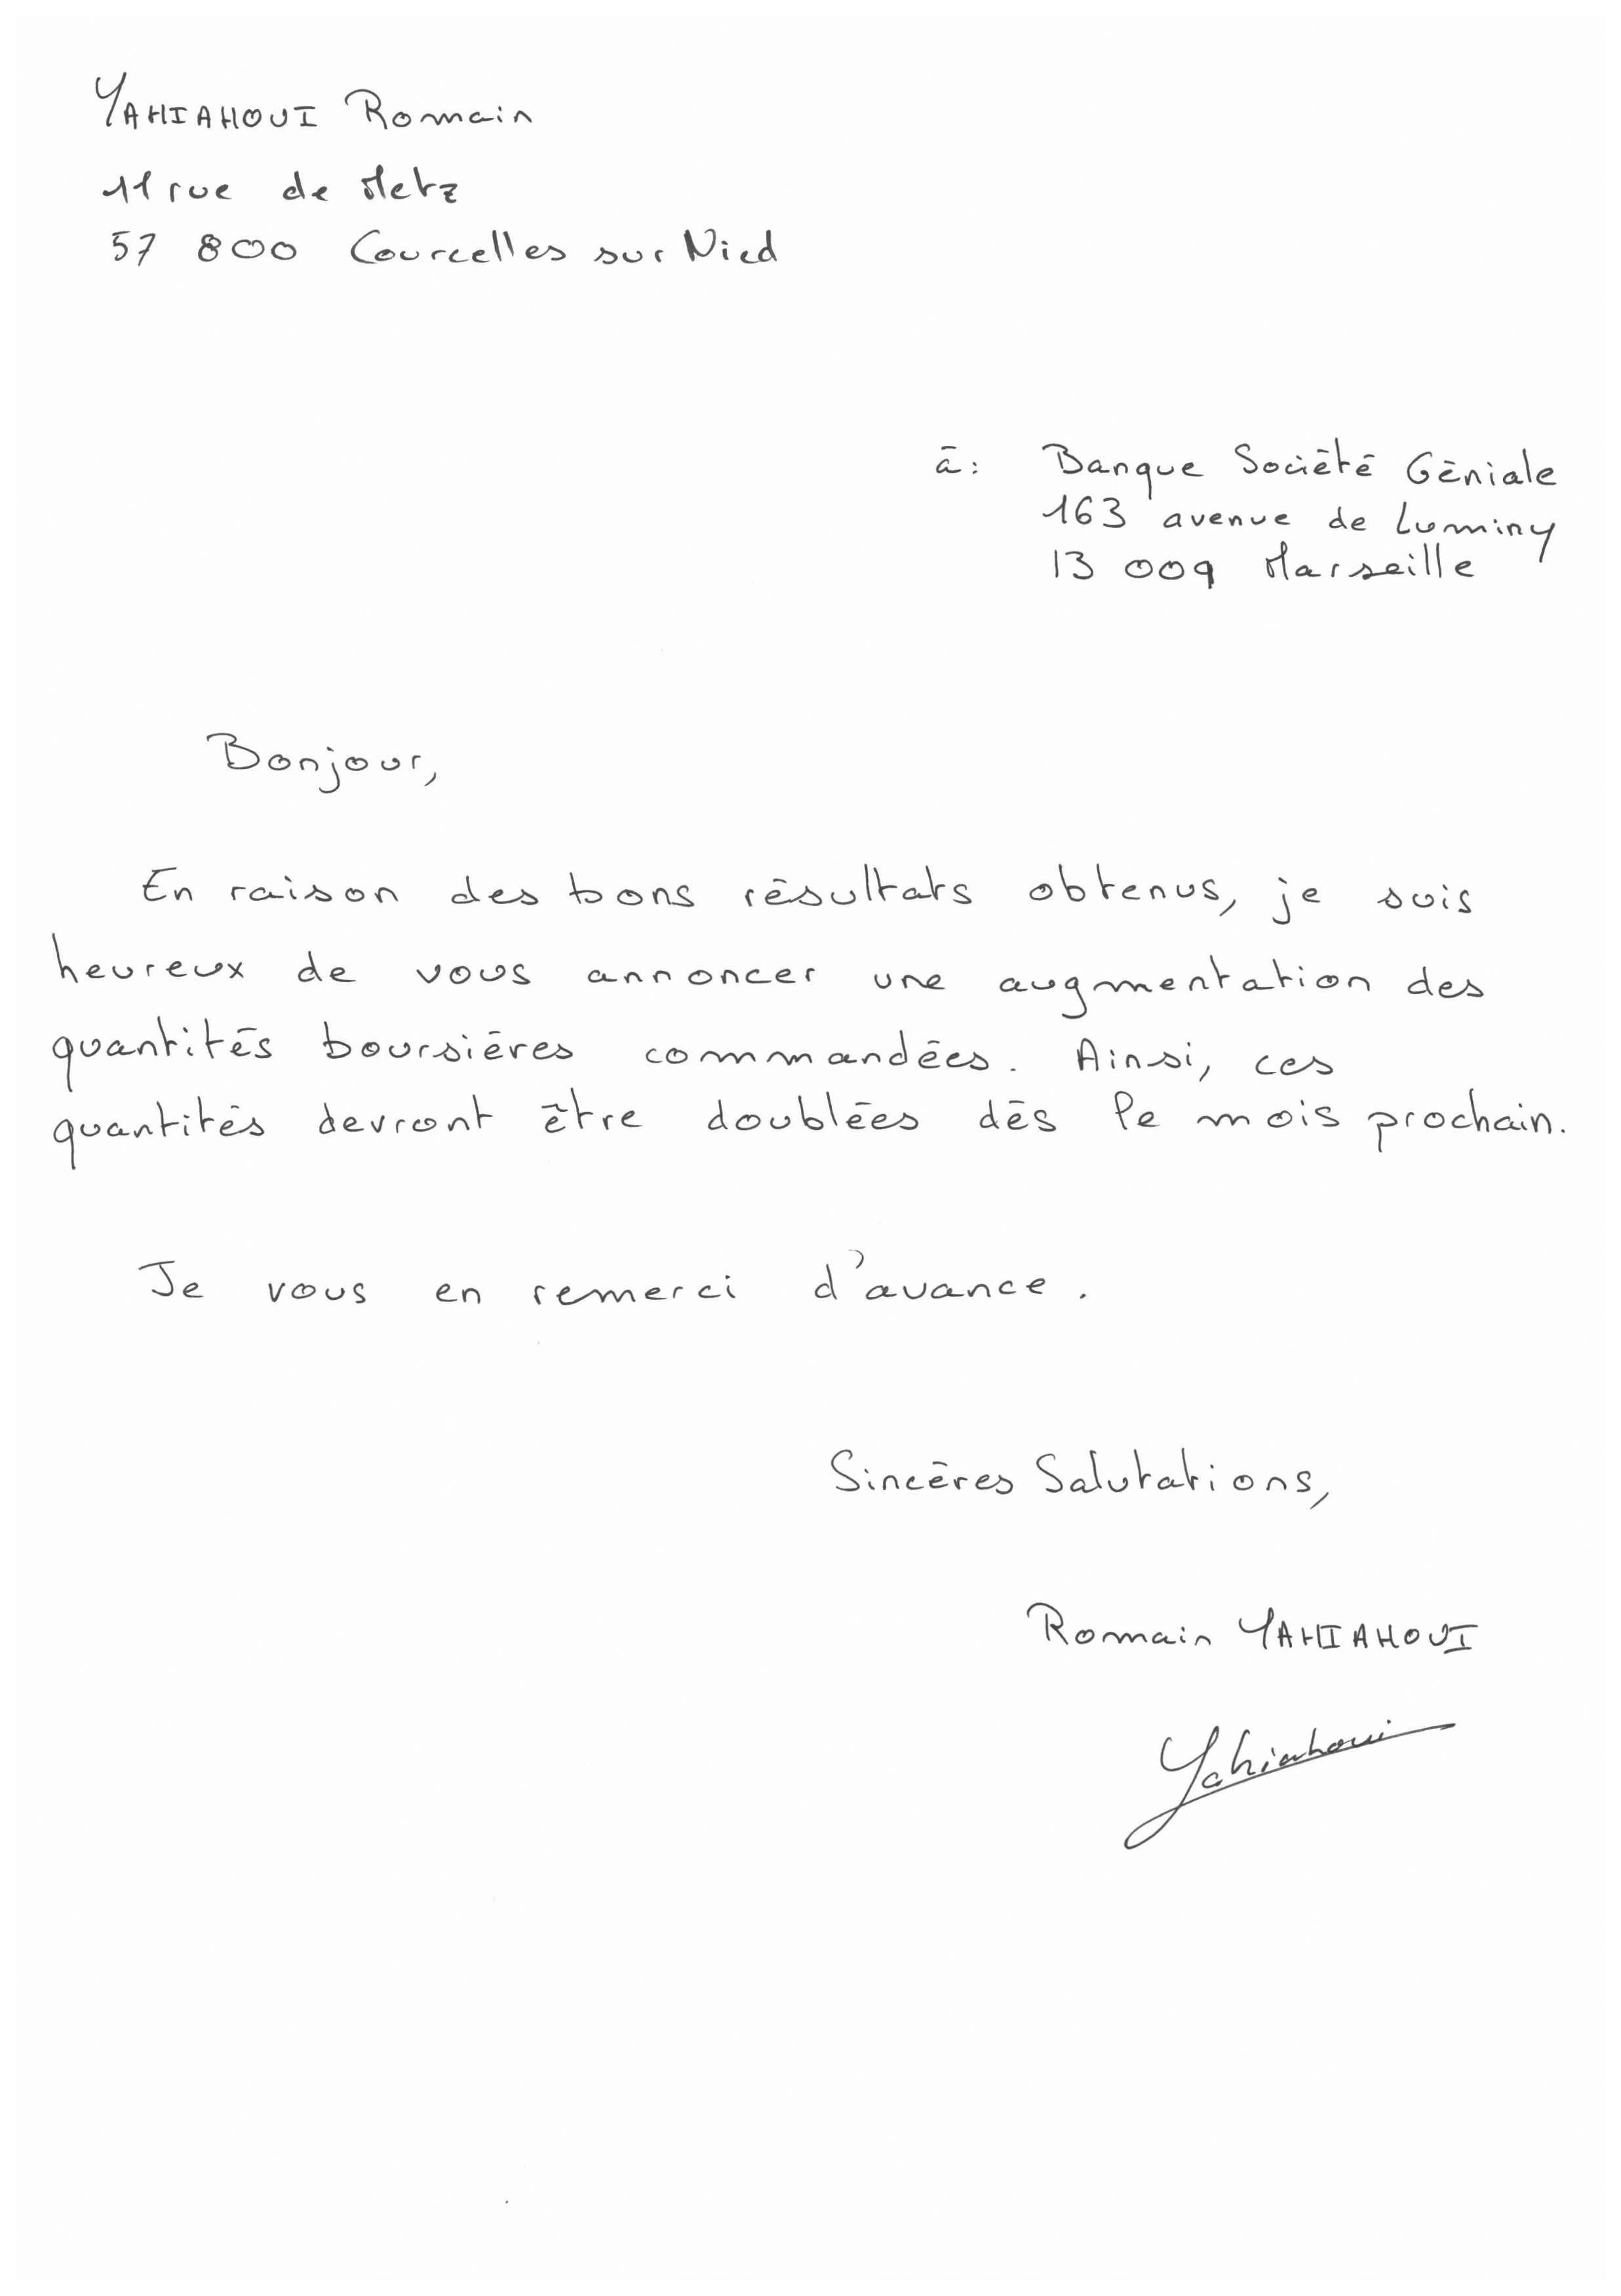 YAHIAHOUI Romain
11 rue de Metz
57 800 Courcelles sur Nied
à : Banque Société Géniale
163 avenue de Luminy
13 009 Marseille
Bonjour,
En raison des bons résultats obtenus, je suis
heureux de vous annoncer une augmentation des
quantités boursières commandées. Ainsi, ces
quantités devront être doublées dès le mois prochain.
Je vous en remerci d'avance.
Sincères Salutations,
Romain YAHIAHOUI
Yahiahoui